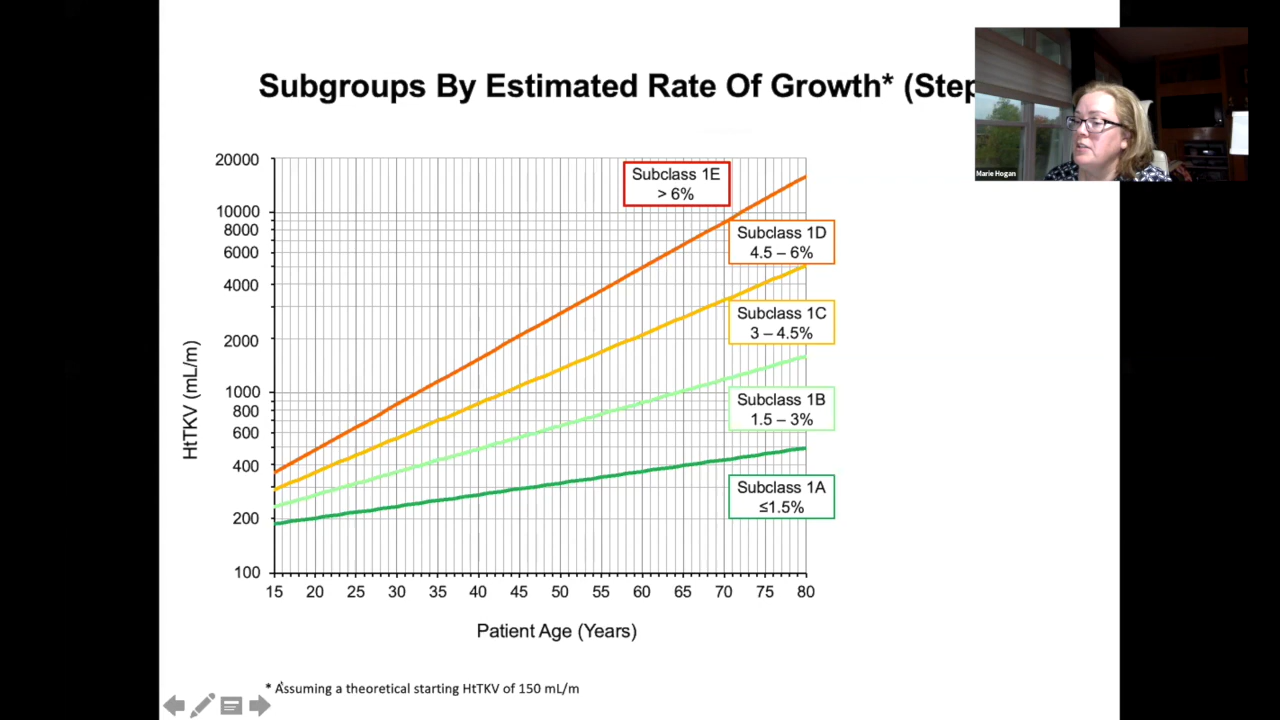 Subgroups By Estimated Rate Of Growth* (Step
Marie Hogan
20000
10000
8000
6000
4000
2000
1000
800
600
400
200
100
HtTKV (mL/m)
Subclass 1E
> 6%
Subclass 1D
4.5 – 6%
Subclass 1C
3 – 4.5%
Subclass 1B
1.5 – 3%
Subclass 1A
≤1.5%
15 20 25 30 35 40 45 50 55 60 65 70 75 80
Patient Age (Years)
* Assuming a theoretical starting HtTKV of 150 mL/m